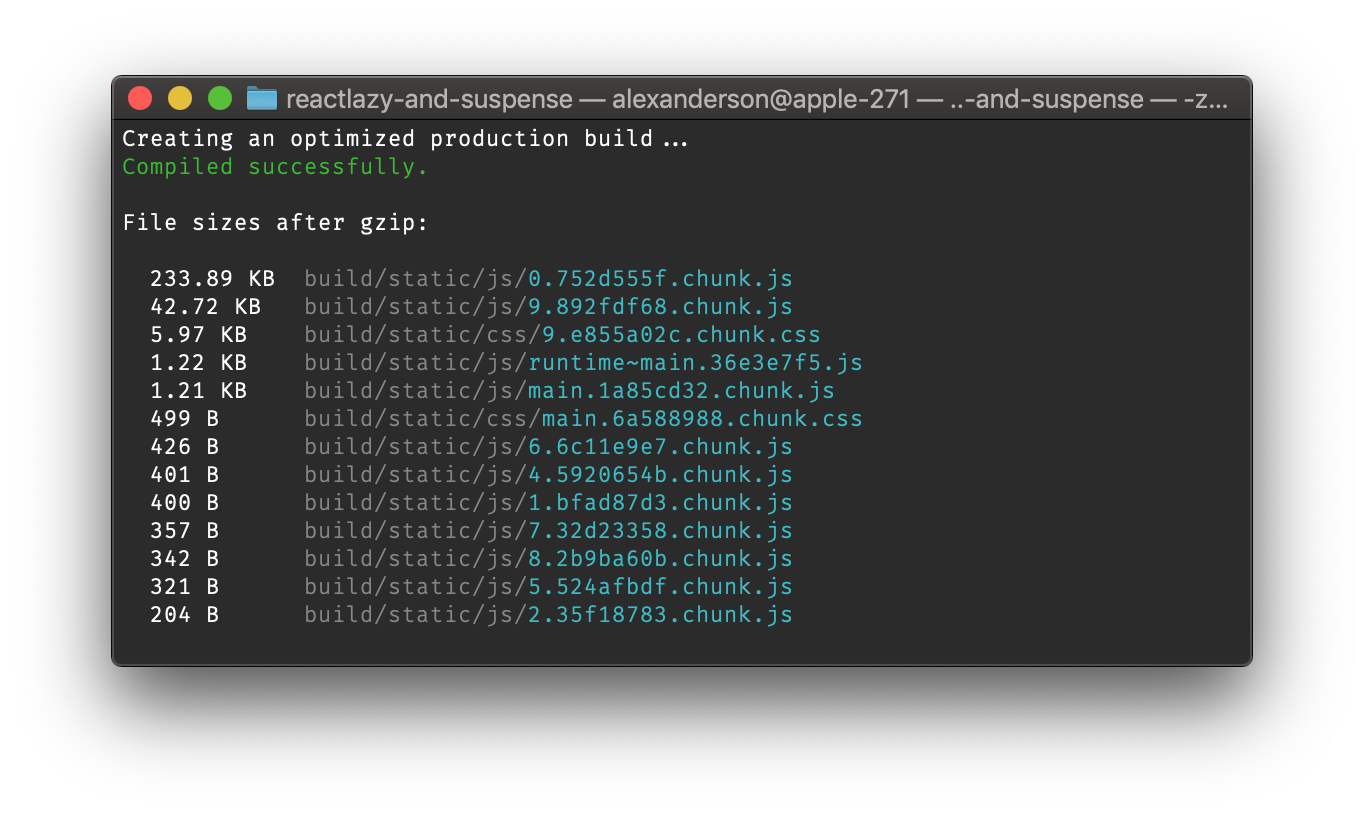 reactlazy-and-suspense — alexanderson@apple-271 — ..-and-suspense — -z...
Creating an optimized production build ...
Compiled successfully.
File sizes after gzip:
233.89 KB build/static/js/0.752d555f.chunk.js
42.72 KB build/static/js/9.892fdf68.chunk.js
5.97 KB build/static/css/9.e855a02c.chunk.css
1.22 KB build/static/js/runtime~main.36e3e7f5.js
1.21 KB build/static/js/main.1a85cd32.chunk.js
499 B build/static/css/main.6a588988.chunk.css
426 B build/static/js/6.6c11e9e7.chunk.js
401 B build/static/js/4.5920654b.chunk.js
400 B build/static/js/1.bfad87d3.chunk.js
357 B build/static/js/7.32d23358.chunk.js
342 B build/static/js/8.2b9ba60b.chunk.js
321 B build/static/js/5.524afbdf.chunk.js
204 B build/static/js/2.35f18783.chunk.js